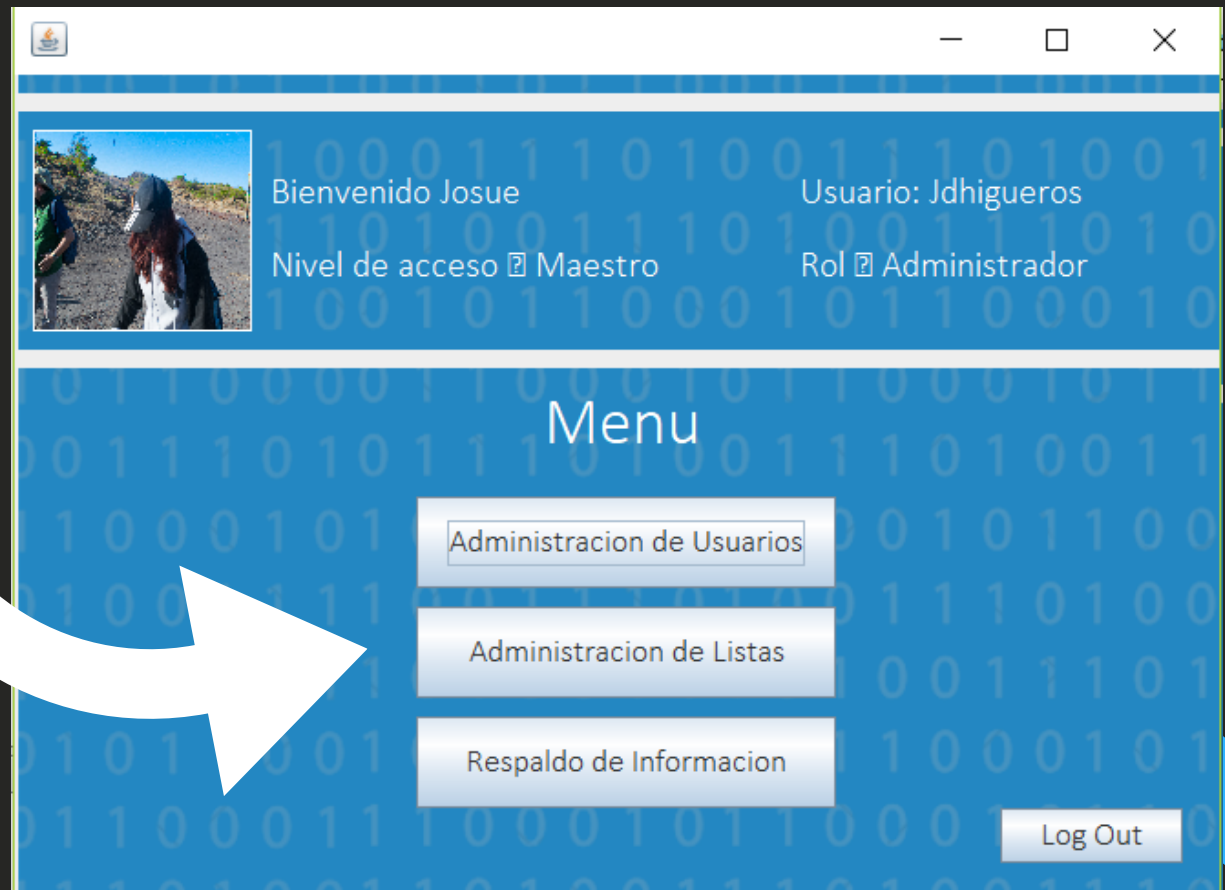 Bienvenido Josue
Usuario: Jdhigueros
Nivel de acceso ⍰ Maestro
Rol ⍰ Administrador
Menu
Administracion de Usuarios
Administracion de Listas
Respaldo de Informacion
Log Out